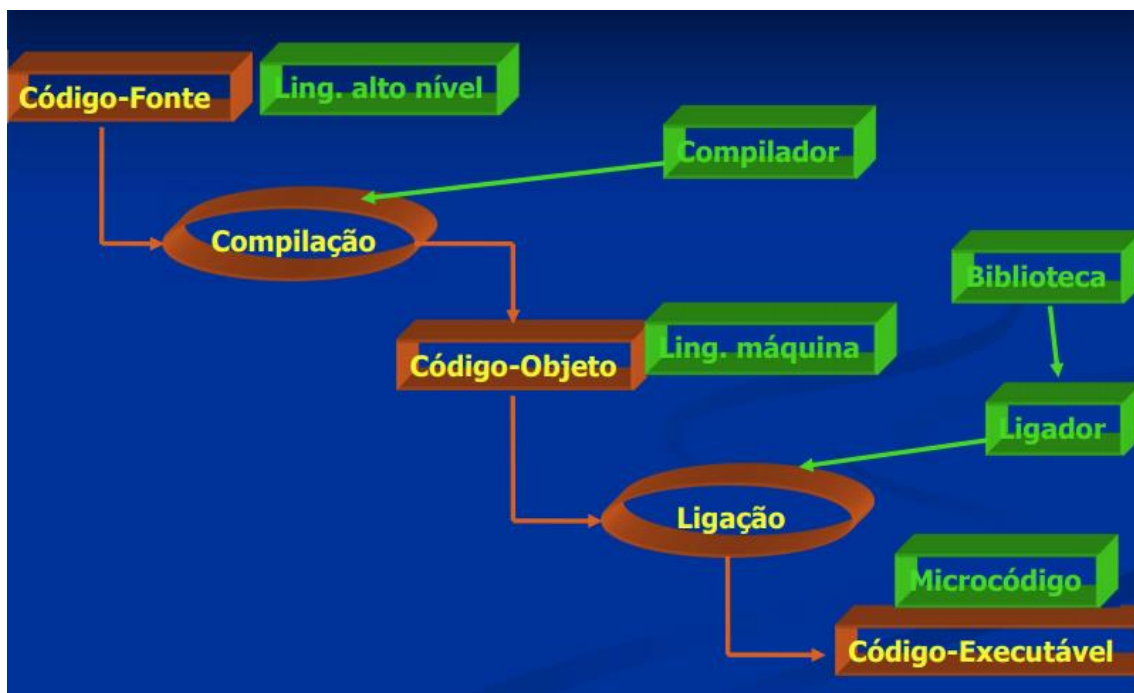 Código-Fonte
Ling. alto nível
Compilador
Compilação
Biblioteca
Código-Objeto
Ling. máquina
Ligador
Ligação
Microcódigo
Código-Executável